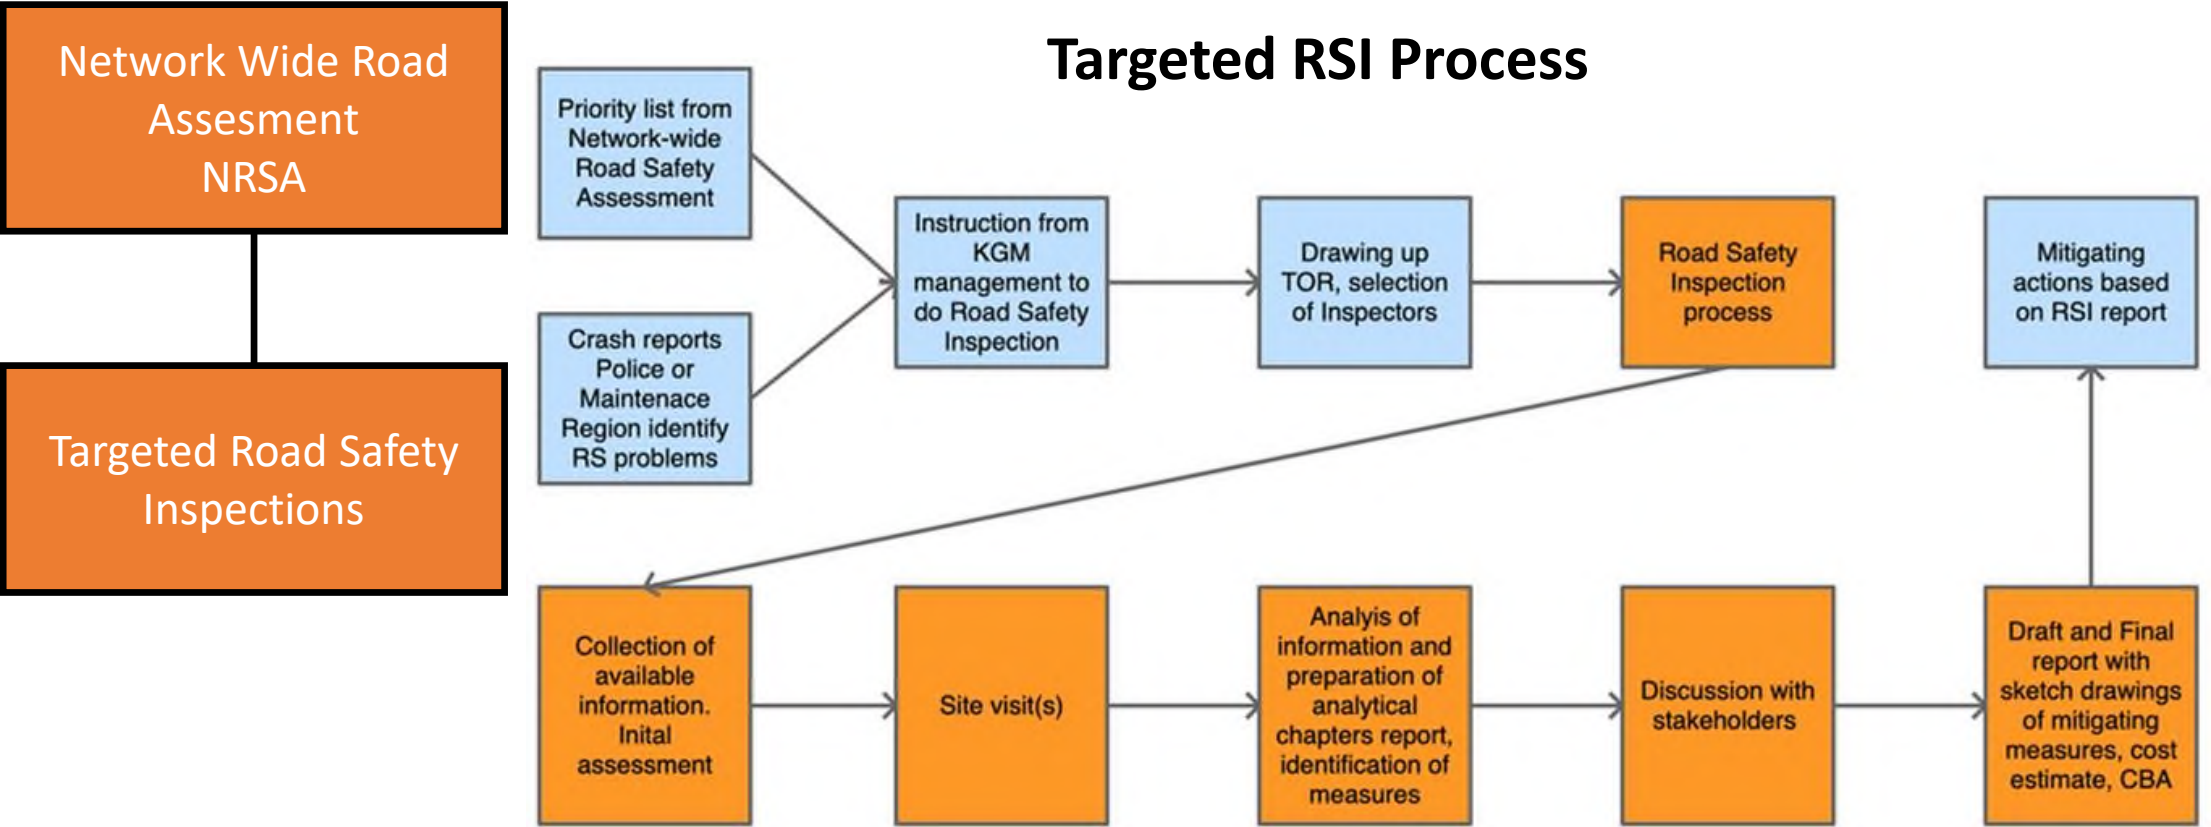 Network Wide Road
Assesment
NRSA
Targeted Road Safety
Inspections
Targeted RSI Process
Priority list from
Network-wide
Road Safety
Assessment
Crash reports
Police or
Maintenace
Region identify
RS problems
Instruction from
KGM
management to
do Road Safety
Inspection
Drawing up
TOR, selection
of Inspectors
Road Safety
Inspection
process
Mitigating
actions based
on RSI report
Collection of
available
information.
Inital
assessment
Site visit(s)
Analyis of
information and
preparation of
analytical
chapters report,
identification of
measures
Discussion with
stakeholders
Draft and Final
report with
sketch drawings
of mitigating
measures, cost
estimate, CBA